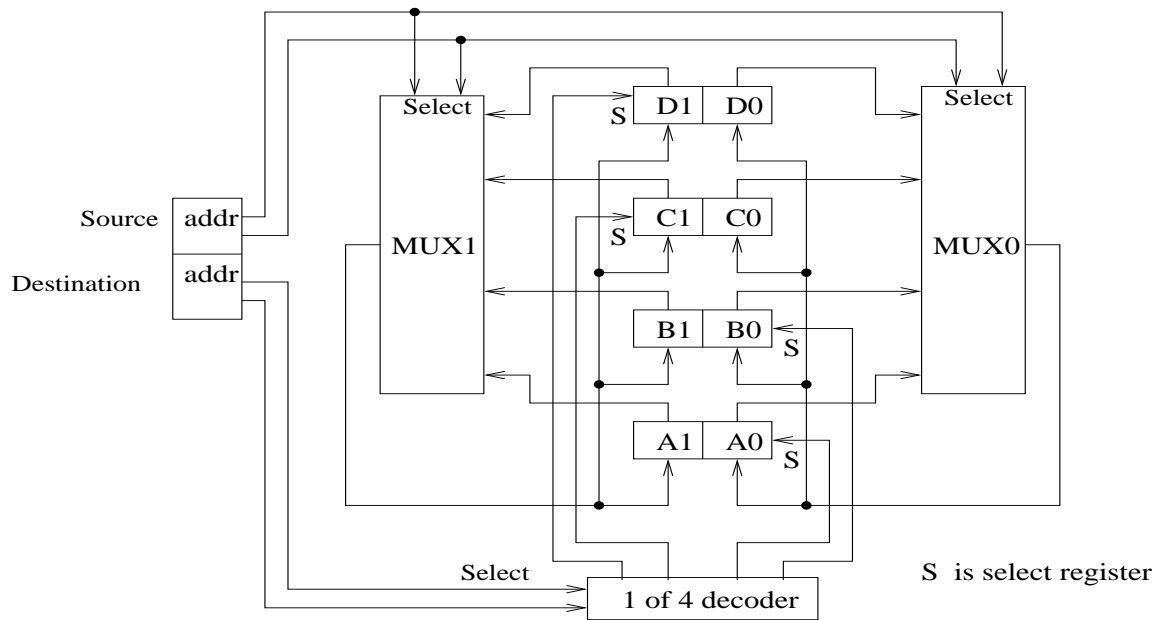 Select
Select
D1 D0
S
Source addr
C1 C0
S
MUX1
MUX0
Destination addr
B1 B0
S
A1 A0
S
Select
S is select register
1 of 4 decoder